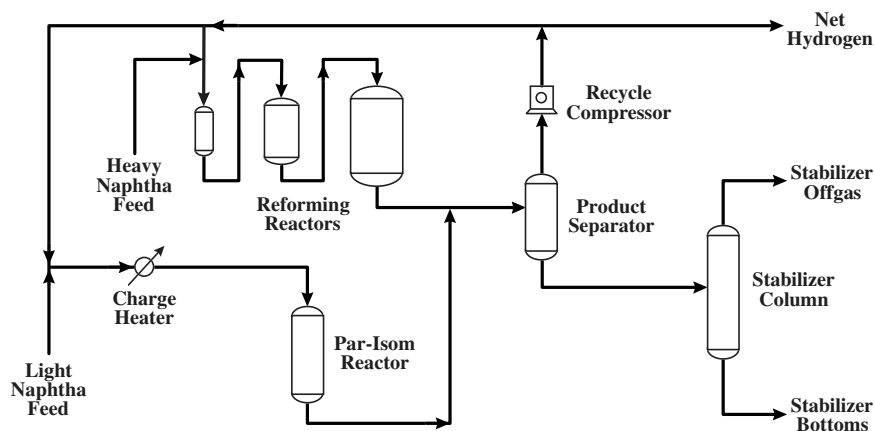 Net
Hydrogen
Recycle
Compressor
Heavy
Naphtha
Feed
Reforming
Reactors
Product
Separator
Stabilizer
Offgas
Stabilizer
Column
Charge
Heater
Par-Isom
Reactor
Light
Naphtha
Feed
Stabilizer
Bottoms